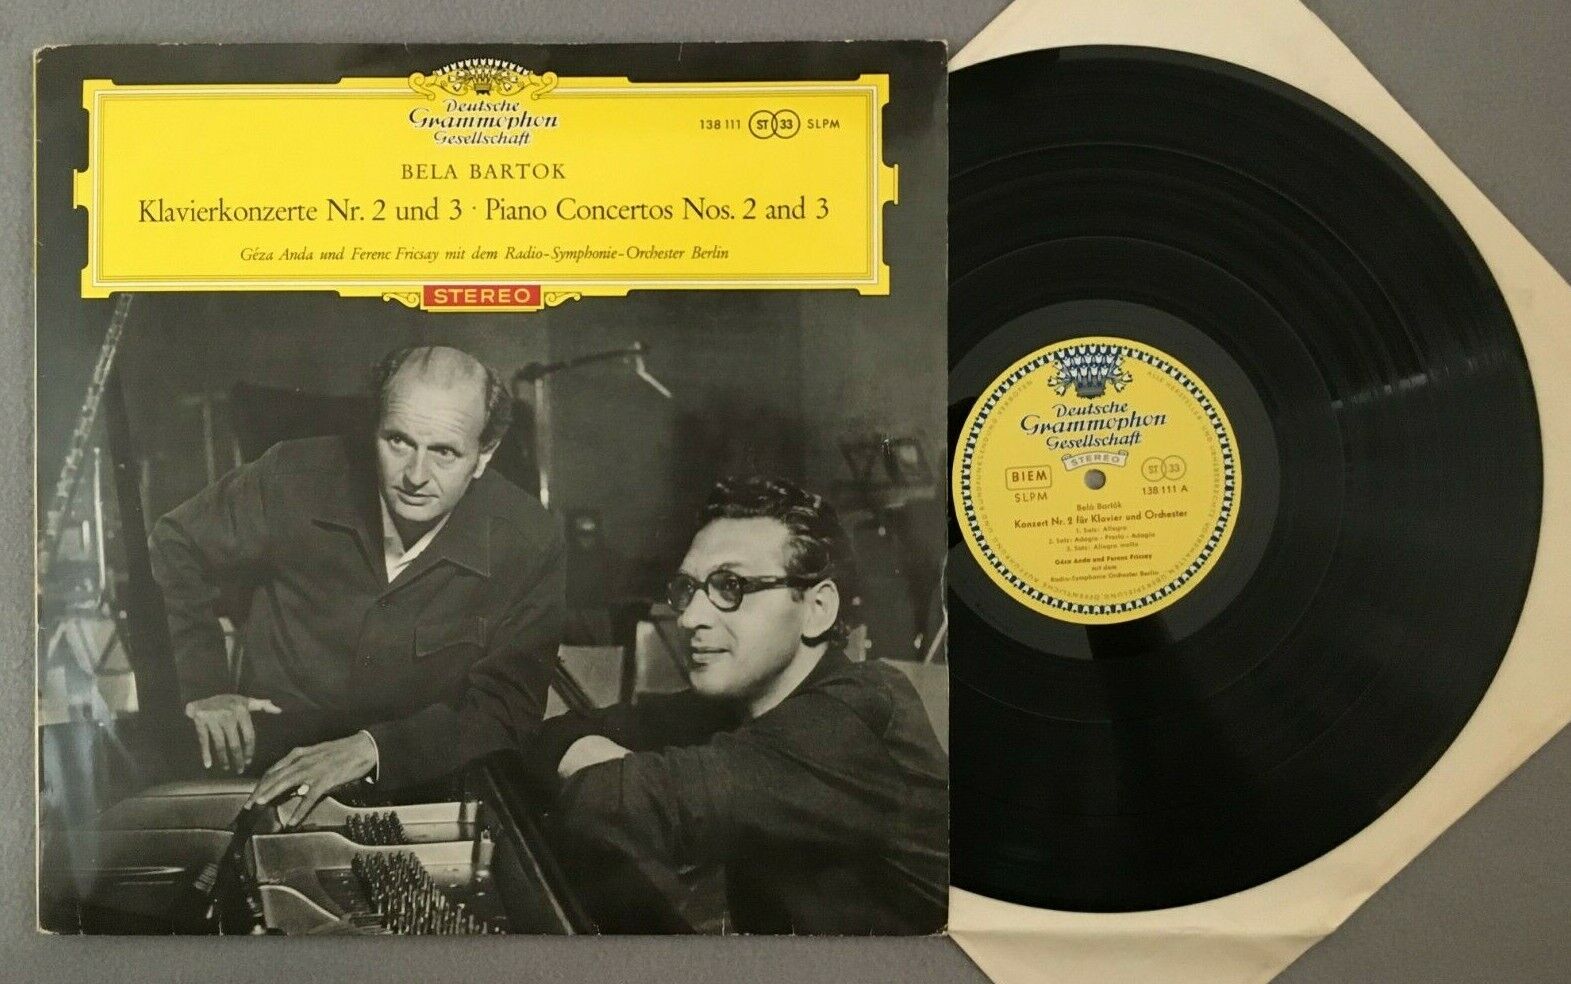 Deutsche
Grammophon
Gesellschaft
138 111 ST 33 SLPM
BELA BARTOK
Klavierkonzerte Nr. 2 und 3 · Piano Concertos Nos. 2 and 3
Géza Anda und Ferenc Fricsay mit dem Radio-Symphonie-Orchester Berlin
STEREO
Deutsche
Grammophon
Gesellschaft
STEREO
BIEM ST 33
SLPM 138 111 A
Belá Bartók
Konzert Nr. 2 für Klavier und Orchester
1. Satz: Allegro
2. Satz: Adagio - Presto - Adagio
3. Satz: Allegro molto
Géza Anda und Ferenc Fricsay
mit dem
Radio-Symphonie-Orchester Berlin